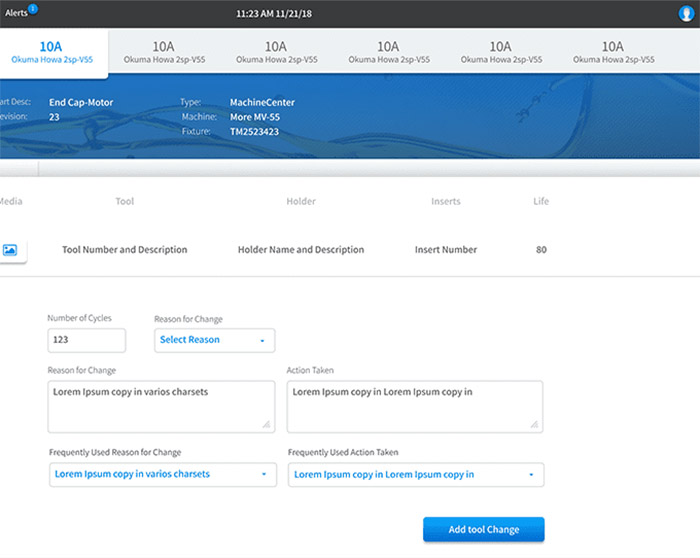 Alerts 1 11:23 AM 11/21/18
10A 10A 10A 10A 10A 10A
Okuma Howa 2sp-V55 Okuma Howa 2sp-V55 Okuma Howa 2sp-V55 Okuma Howa 2sp-V55 Okuma Howa 2sp-V55 Okuma Howa 2sp-V55
art Desc: End Cap-Motor Type: MachineCenter
evision: 23 Machine: More MV-55
Fixture: TM2523423
Media Tool Holder Inserts Life
Tool Number and Description Holder Name and Description Insert Number 80
Number of Cycles Reason for Change
123 Select Reason
Reason for Change Action Taken
Lorem Ipsum copy in varios charsets Lorem Ipsum copy in Lorem Ipsum copy in
Frequently Used Reason for Change Frequently Used Action Taken
Lorem Ipsum copy in varios charsets Lorem Ipsum copy in Lorem Ipsum copy in
Add tool Change